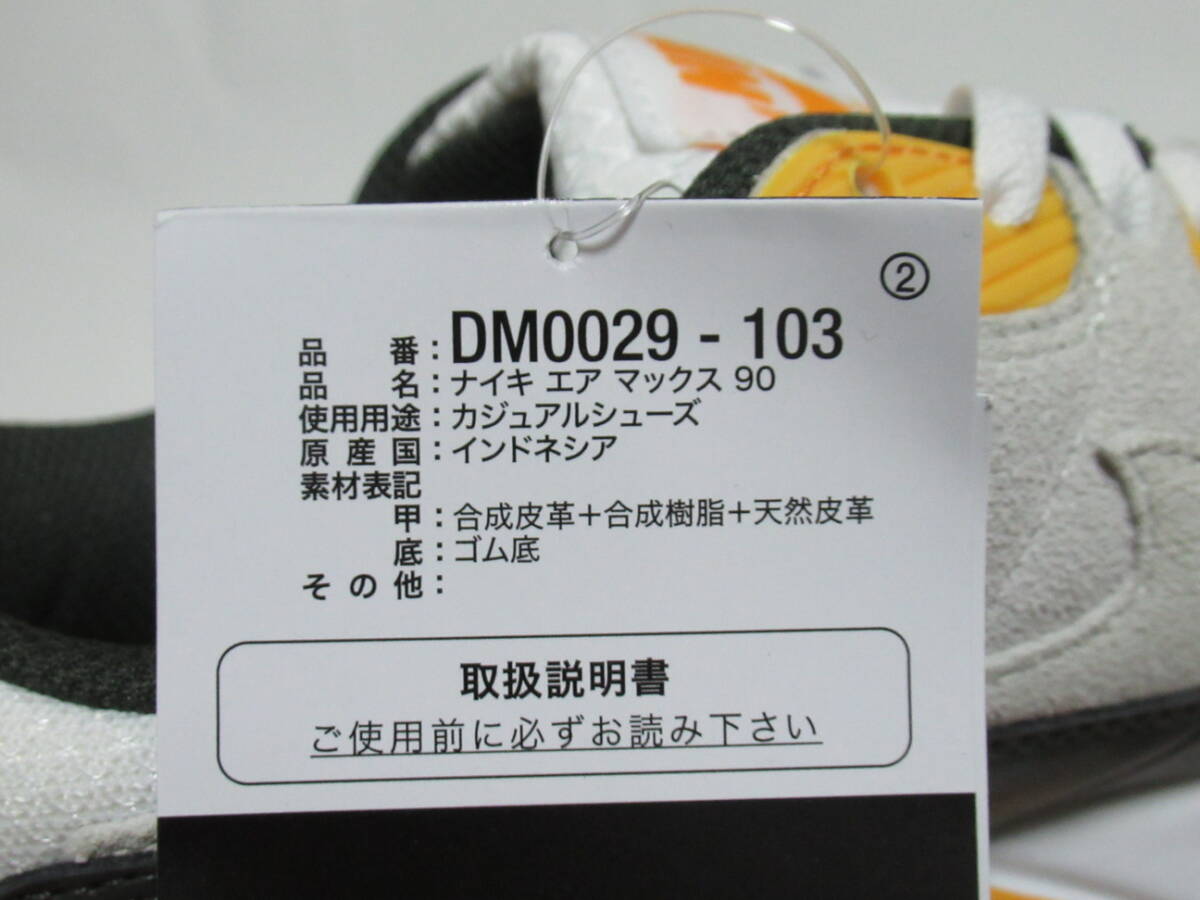 ②
品番：DM0029 - 103
品名：ナイキ エア マックス 90
使用用途：カジュアルシューズ
原産国：インドネシア
素材表記
甲：合成皮革＋合成樹脂＋天然皮革
底：ゴム底
その他：
取扱説明書
ご使用前に必ずお読み下さい